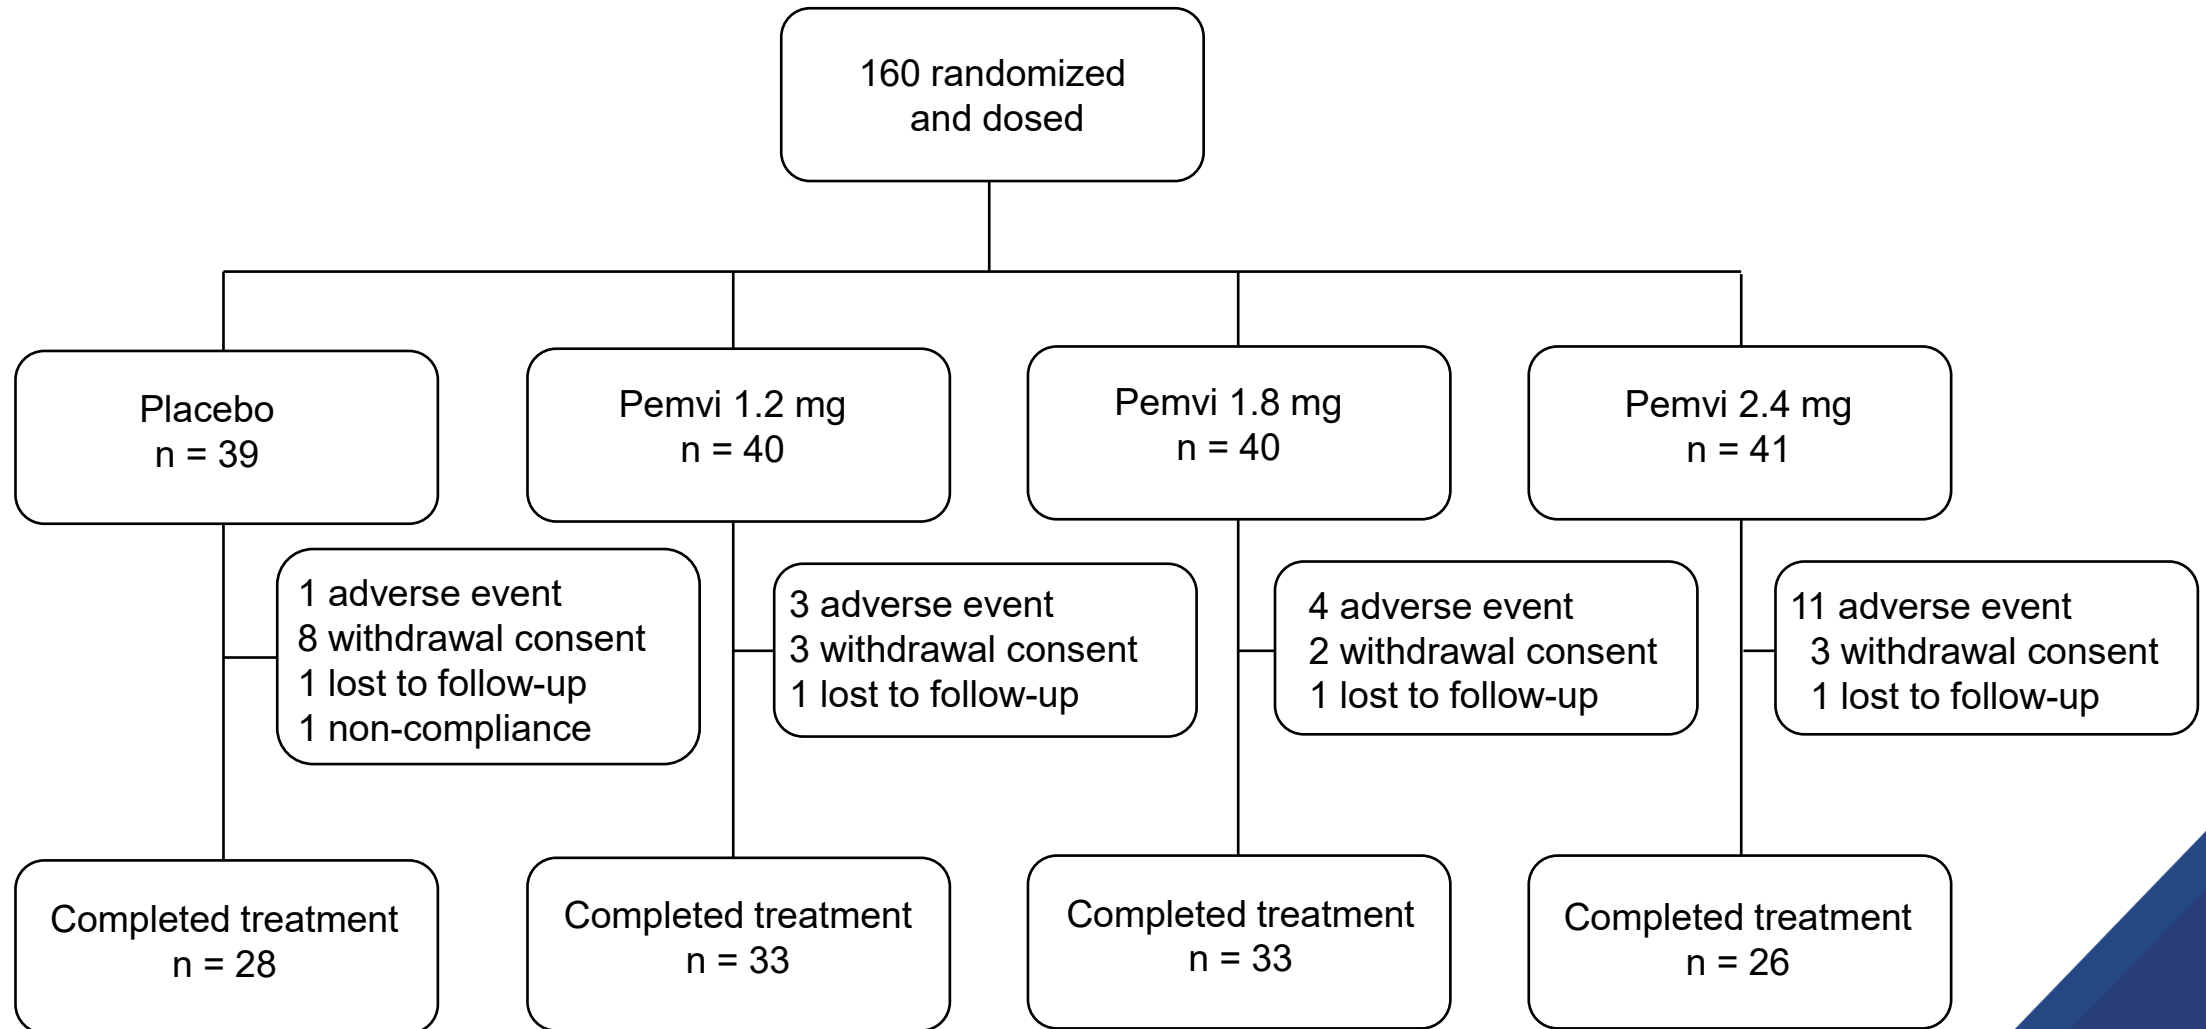 160 randomized
and dosed
Placebo
n = 39
Pemvi 1.2 mg
n = 40
Pemvi 1.8 mg
n = 40
Pemvi 2.4 mg
n = 41
1 adverse event
8 withdrawal consent
1 lost to follow-up
1 non-compliance
3 adverse event
3 withdrawal consent
1 lost to follow-up
4 adverse event
2 withdrawal consent
1 lost to follow-up
11 adverse event
3 withdrawal consent
1 lost to follow-up
Completed treatment
n = 28
Completed treatment
n = 33
Completed treatment
n = 33
Completed treatment
n = 26